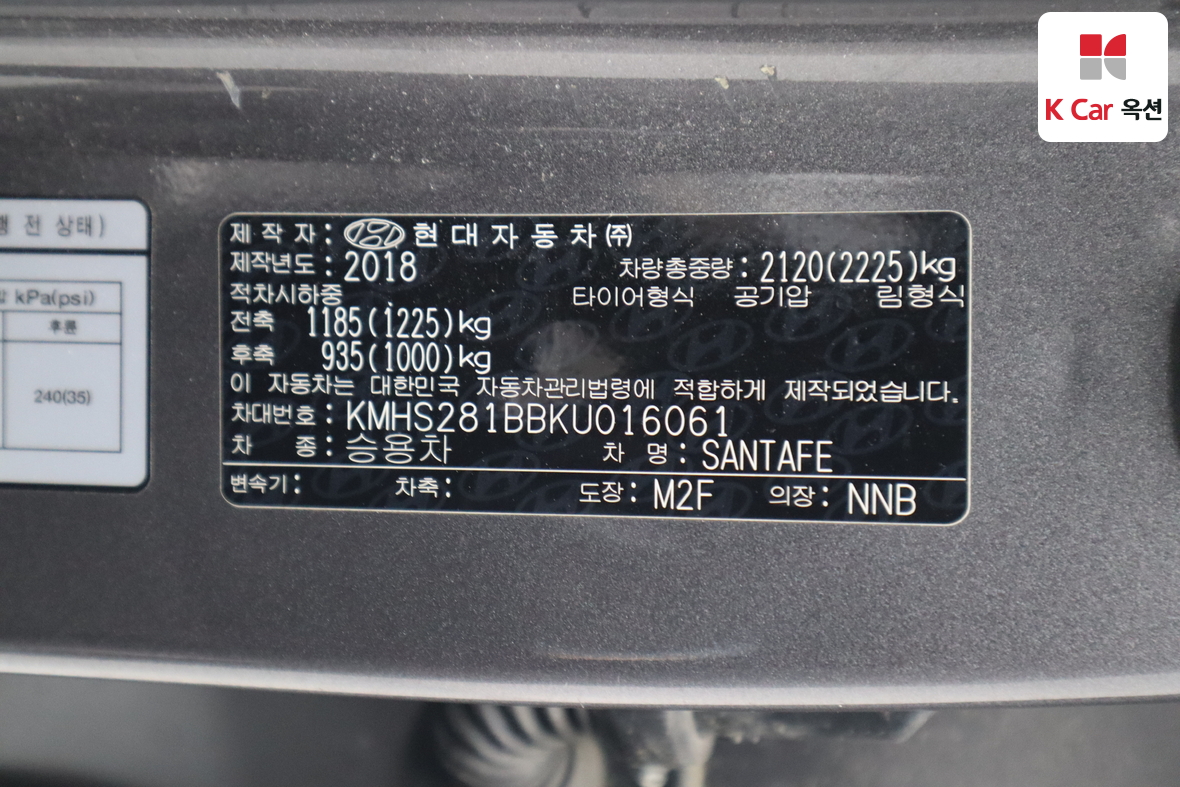 K Car 옥션
행 전 상태)
압 kPa(psi)
후륜
240(35)
제 작 자 : 현 대 자 동 차 ㈜
제작년도 : 2018 차량총중량 : 2120(2225)kg
적차시하중 타이어형식 공기압 림형식
전축 1185(1225)kg
후축 935(1000)kg
이 자동차는 대한민국 자동차관리법령에 적합하게 제작되었습니다.
차대번호 : KMHS281BBKU016061
차 종 : 승용차 차 명 : SANTAFE
변속기 : 차축 : 도장 : M2F 의장 : NNB